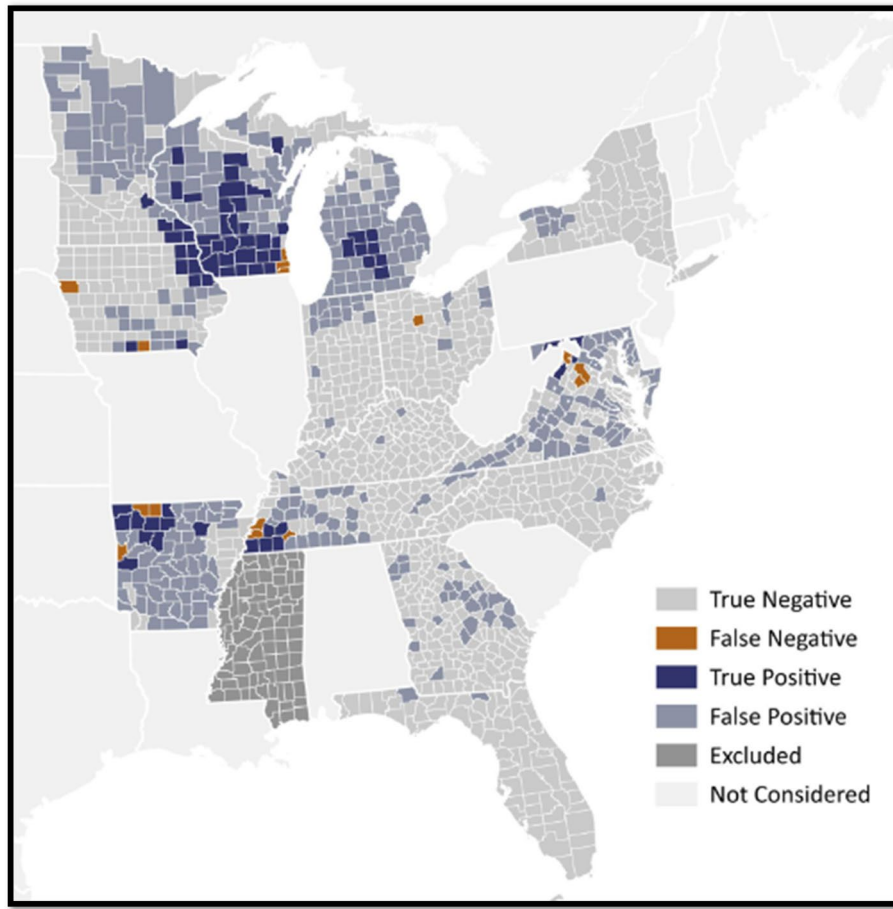 True Negative
False Negative
True Positive
False Positive
Excluded
Not Considered